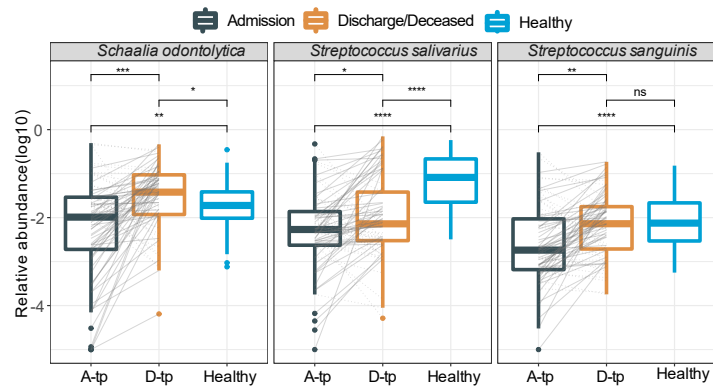 Admission Discharge/Deceased Healthy
Schaalia odontolytica Streptococcus salivarius Streptococcus sanguinis
*** * **
* **** ns
** **** ****
Relative abundance(log10)
0
-2
-4
A-tp D-tp Healthy A-tp D-tp Healthy A-tp D-tp Healthy